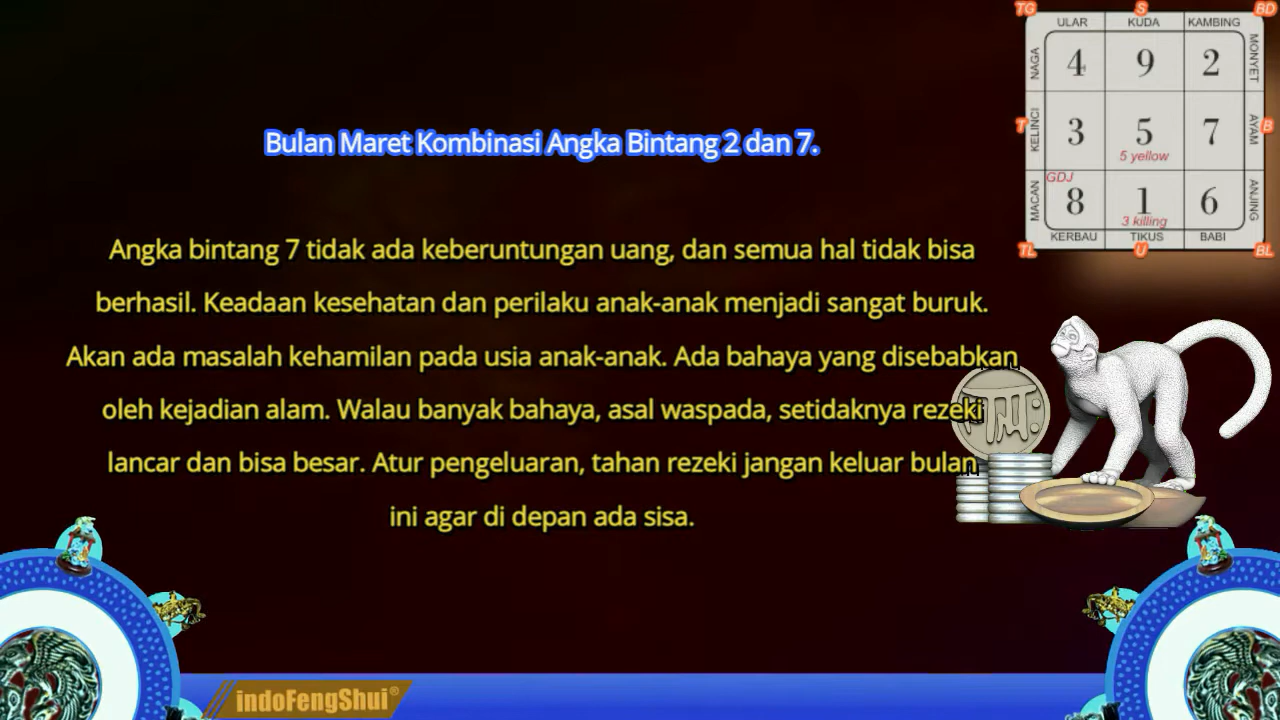 TG S BD
ULAR KUDA KAMBING
NAGA 4 9 2 MONYET
T KELINCI 3 5 7 AYAM B
5 yellow
GDJ
MACAN 8 1 6 ANJING
3 killing
KERBAU TIKUS BABI
TL U BL
Bulan Maret Kombinasi Angka Bintang 2 dan 7.
Angka bintang 7 tidak ada keberuntungan uang, dan semua hal tidak bisa
berhasil. Keadaan kesehatan dan perilaku anak-anak menjadi sangat buruk.
Akan ada masalah kehamilan pada usia anak-anak. Ada bahaya yang disebabkan
oleh kejadian alam. Walau banyak bahaya, asal waspada, setidaknya rezeki
lancar dan bisa besar. Atur pengeluaran, tahan rezeki jangan keluar bulan
ini agar di depan ada sisa.
indoFengShui®